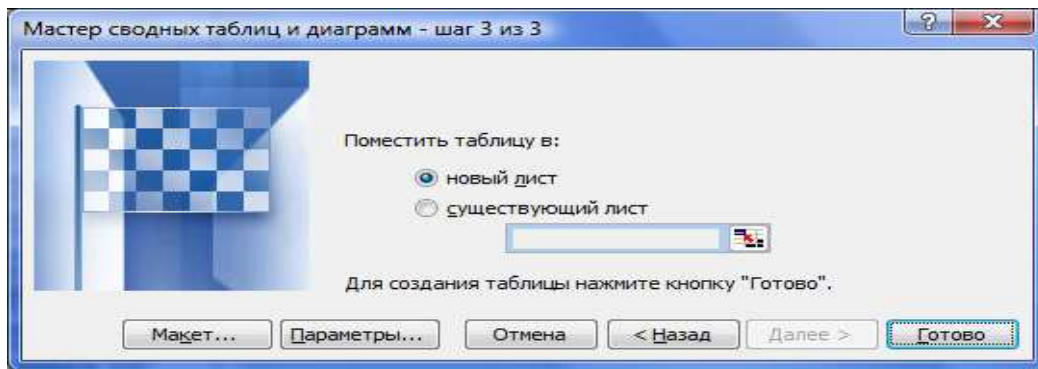 Мастер сводных таблиц и диаграмм - шаг 3 из 3
Поместить таблицу в:
новый лист
существующий лист
Для создания таблицы нажмите кнопку "Готово".
Макет... Параметры... Отмена < Назад Далее > Готово